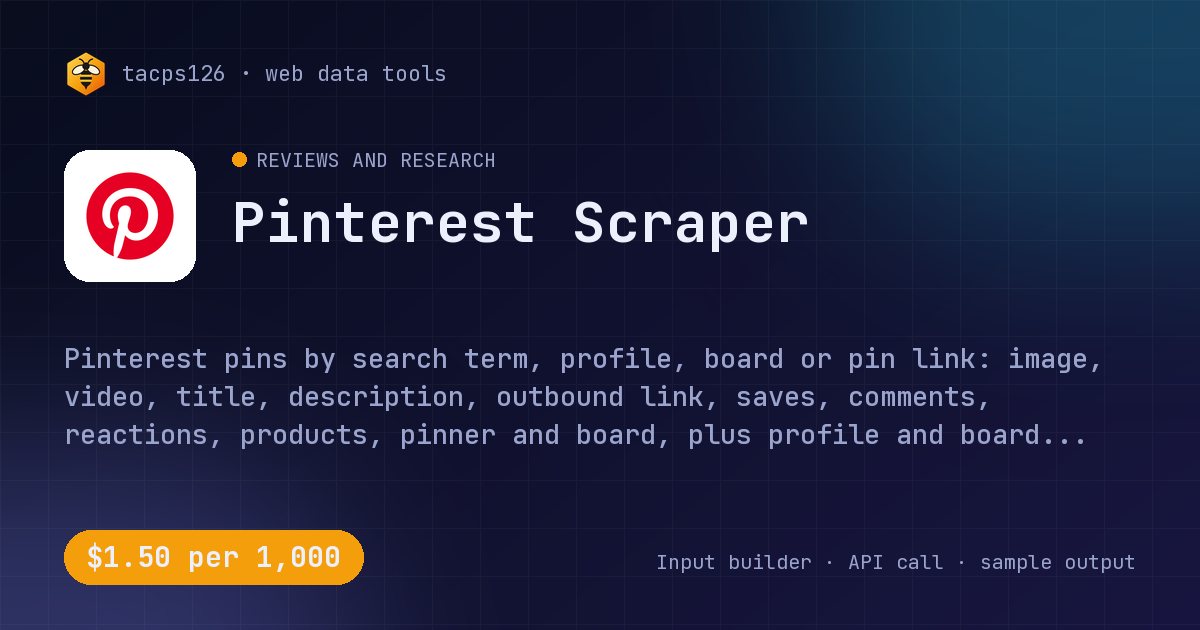 tacps126 · web data tools
REVIEWS AND RESEARCH
Pinterest Scraper
Pinterest pins by search term, profile, board or pin link: image,
video, title, description, outbound link, saves, comments,
reactions, products, pinner and board, plus profile and board...
$1.50 per 1,000
Input builder · API call · sample output